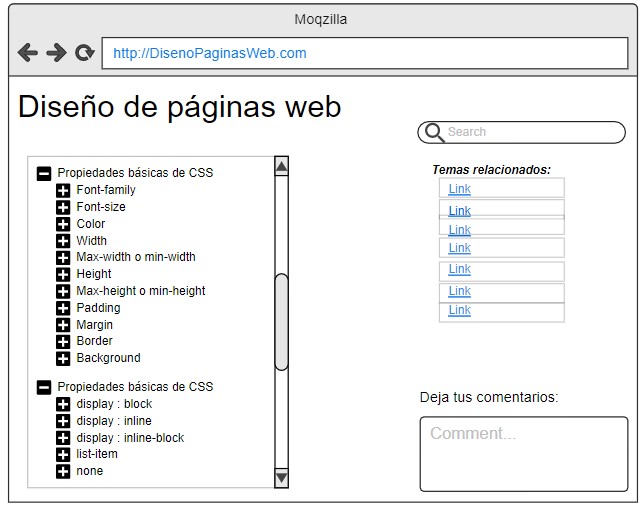 Moqzilla
http://DisenoPaginasWeb.com
Diseño de páginas web
Search
Propiedades básicas de CSS
Font-family
Font-size
Color
Width
Max-width o min-width
Height
Max-height o min-height
Padding
Margin
Border
Background
Propiedades básicas de CSS
display : block
display : inline
display : inline-block
list-item
none
Temas relacionados:
Link
Link
Link
Link
Link
Link
Link
Deja tus comentarios:
Comment...